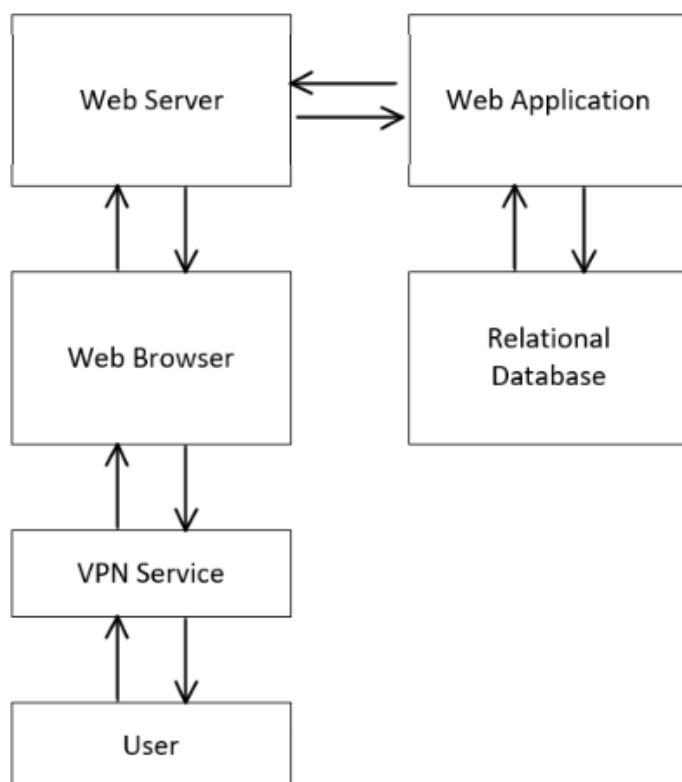 Web Server
Web Application
Web Browser
Relational
Database
VPN Service
User